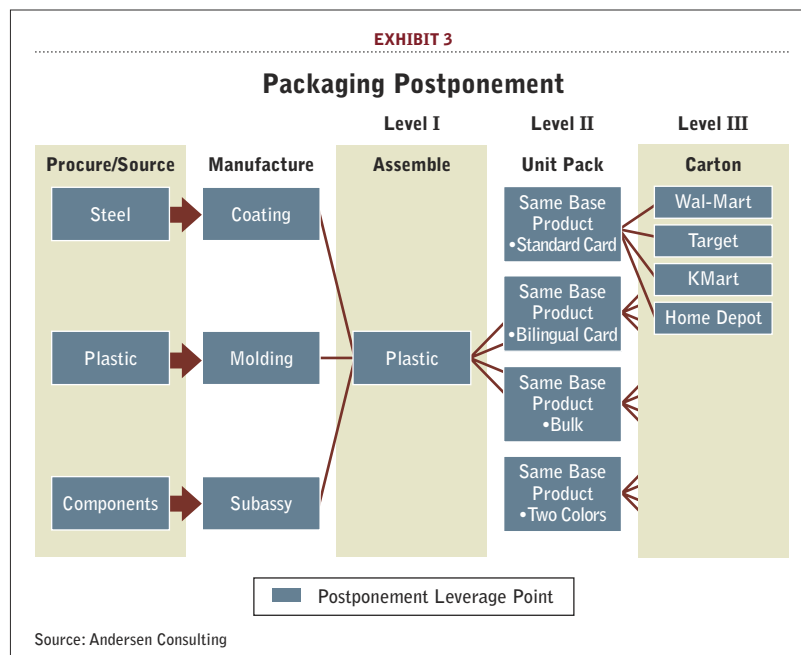 EXHIBIT 3
Packaging Postponement
Level I
Level II
Level III
Procure/Source
Manufacture
Assemble
Unit Pack
Carton
Steel
Coating
Same Base
Product
•Standard Card
Wal-Mart
Target
KMart
Home Depot
Same Base
Product
•Bilingual Card
Plastic
Molding
Plastic
Same Base
Product
•Bulk
Components
Subassy
Same Base
Product
•Two Colors
Postponement Leverage Point
Source: Andersen Consulting